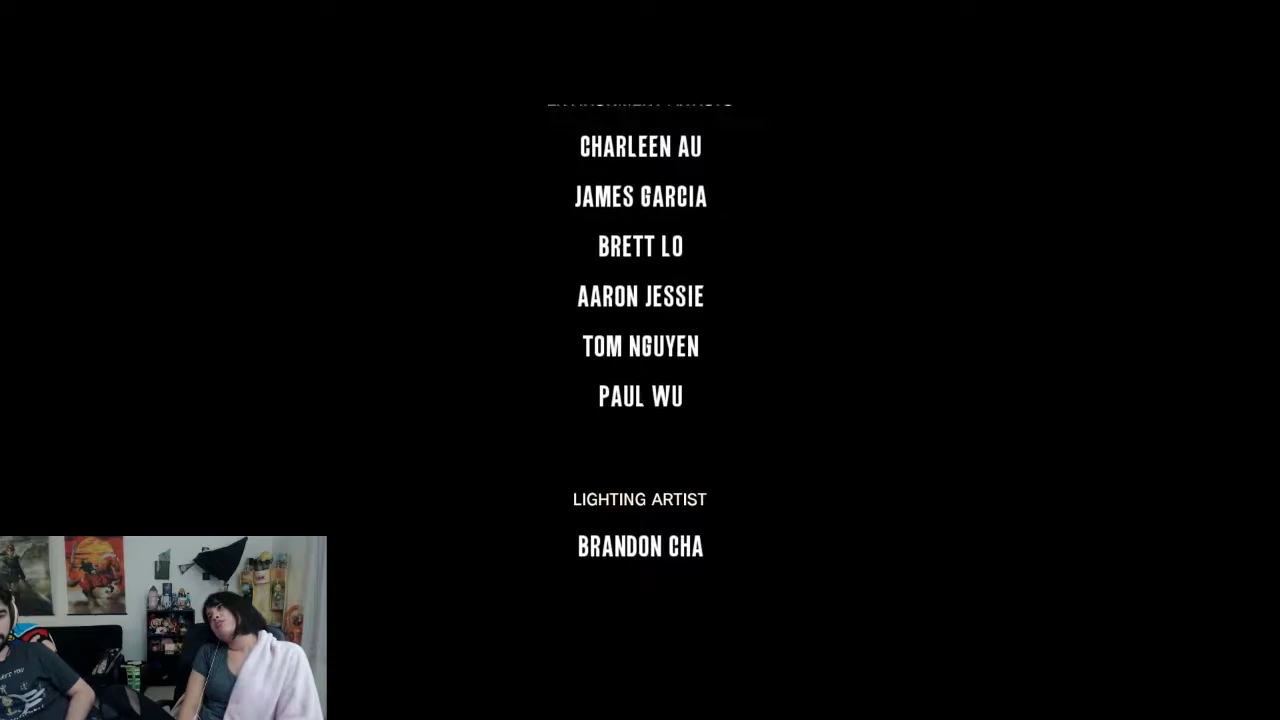 CHARLEEN AU
JAMES GARCIA
BRETT LO
AARON JESSIE
TOM NGUYEN
PAUL WU
LIGHTING ARTIST
BRANDON CHA